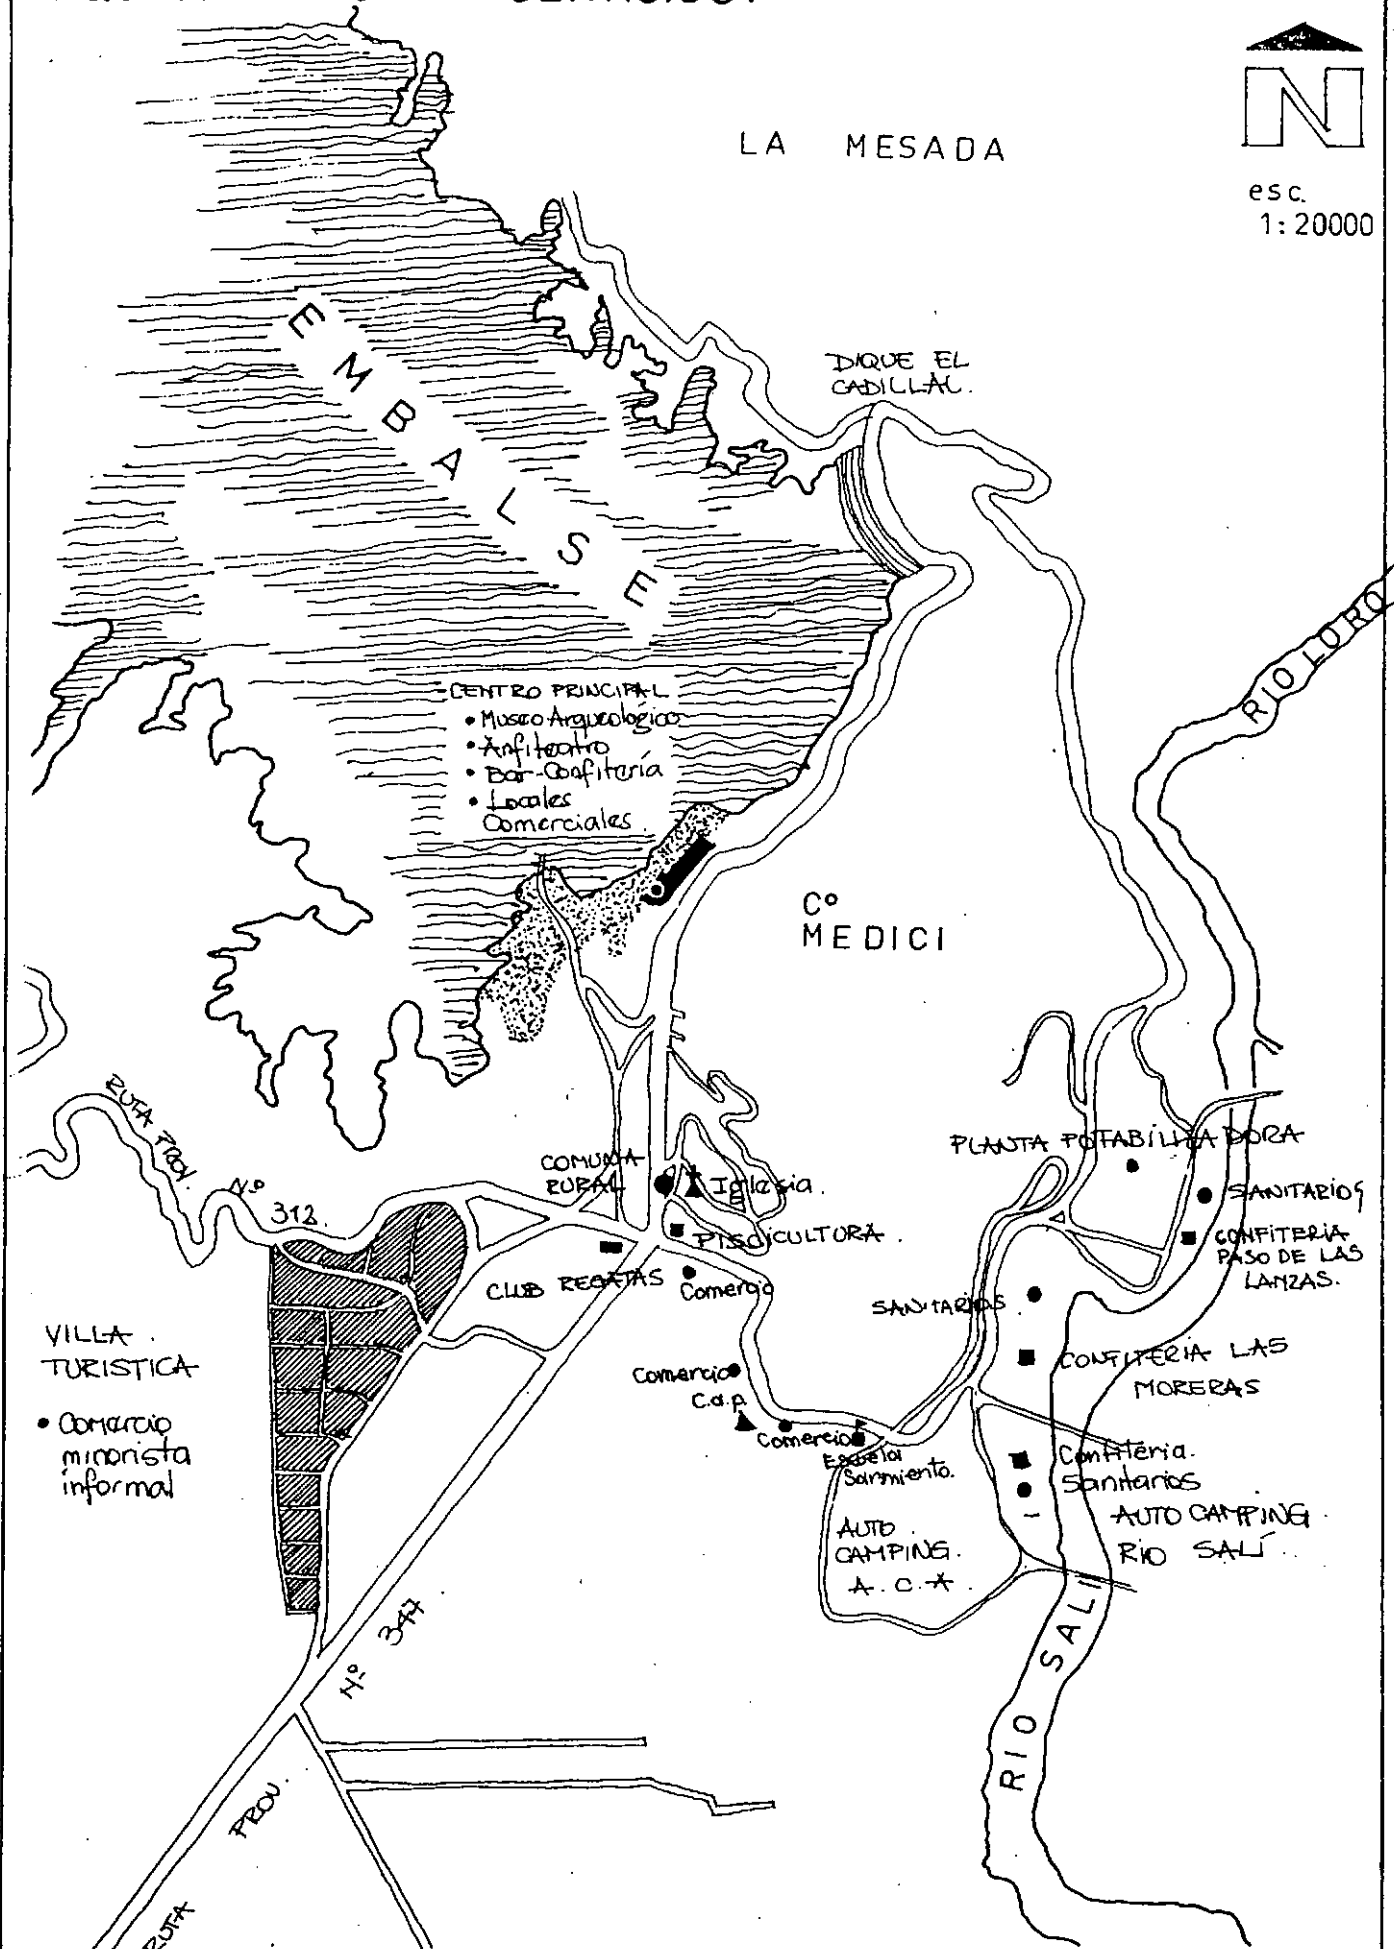 N
esc.
1:20000
LA MESADA
EMBALSE
DIQUE EL
CADILLAL.
RIO LORO
CENTRO PRINCIPAL
• Museo Arqueológico
• Anfiteatro
• Bar-Confitería
• Locales
Comerciales.
Cº
MEDICI
RUTA PROV. Nº 312.
COMUNA
RURAL
Iglesia.
PISCICULTURA.
CLUB REGATAS
Comercio
PLANTA POTABILIZADORA
SANITARIOS
CONFITERIA
PASO DE LAS
LANZAS.
SANITARIOS
CONFITERIA LAS
MORERAS
VILLA.
TURISTICA
• Comercio
minorista
informal
Comercio
C.a.p.
Comercio
Escuela
Sarmiento.
Confiteria.
Sanitarios
AUTO CAMPING.
RIO SALÍ.
AUTO.
CAMPING.
A.C.A.
RIO SALI
RUTA PROV. Nº 347